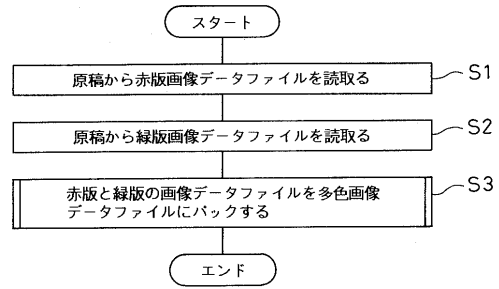 スタート
原稿から赤版画像データファイルを読取る
S1
原稿から緑版画像データファイルを読取る
S2
赤版と緑版の画像データファイルを多色画像
データファイルにパックする
S3
エンド